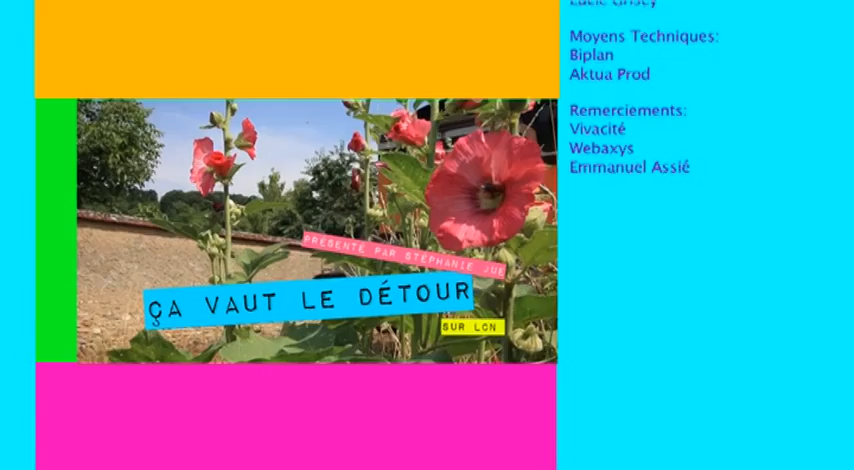 PRÉSENTÉ PAR STÉPHANIE JUE
ÇA VAUT LE DÉTOUR
SUR LCN
Moyens Techniques:
Biplan
Aktua Prod
Remerciements:
Vivacité
Webaxys
Emmanuel Assié